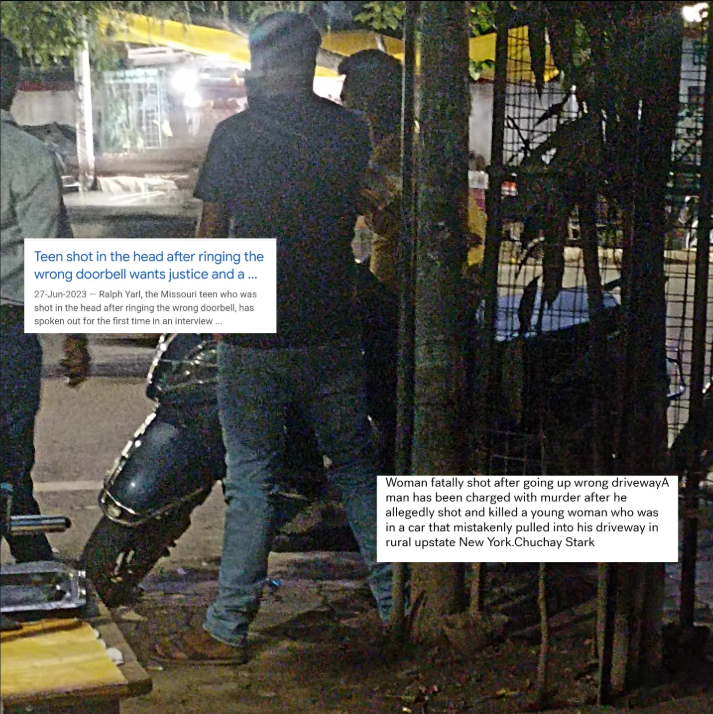 Teen shot in the head after ringing the
wrong doorbell wants justice and a ...
27-Jun-2023 — Ralph Yarl, the Missouri teen who was
shot in the head after ringing the wrong doorbell, has
spoken out for the first time in an interview ...
Woman fatally shot after going up wrong drivewayA
man has been charged with murder after he
allegedly shot and killed a young woman who was
in a car that mistakenly pulled into his driveway in
rural upstate New York.Chuchay Stark